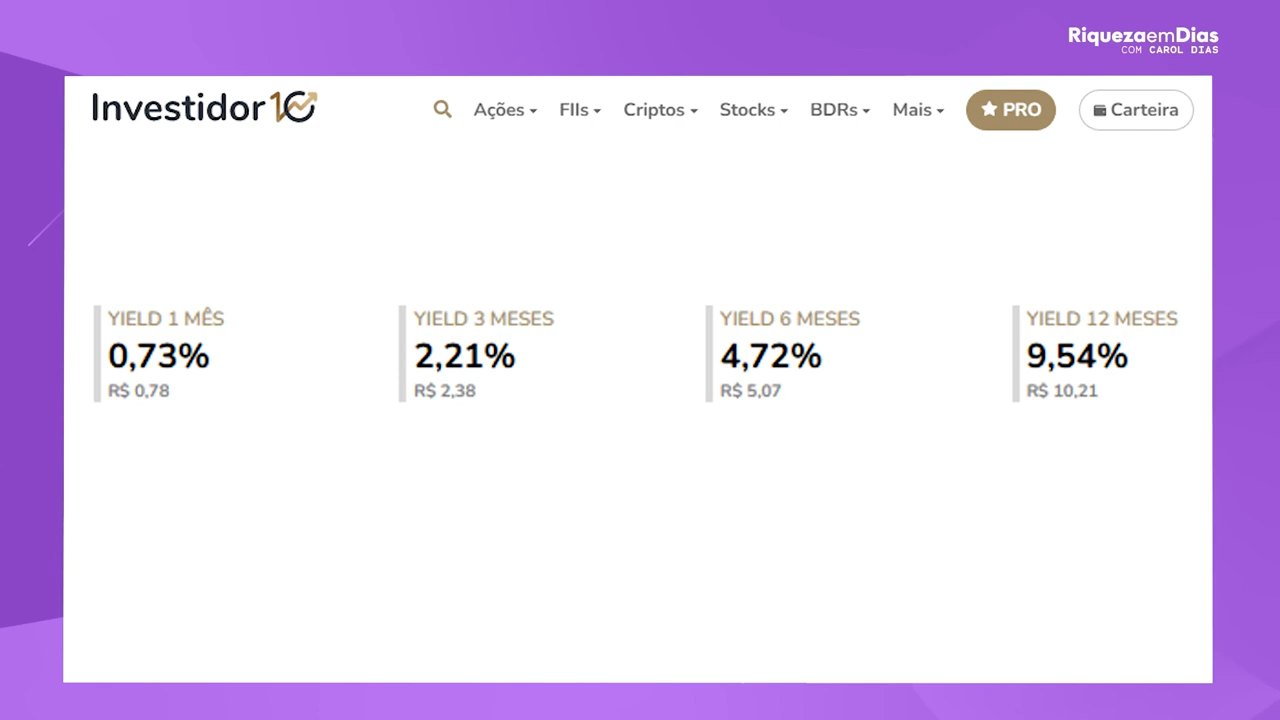 RiquezaemDias
COM CAROL DIAS
Investidor10
Ações FIIs Criptos Stocks BDRs Mais PRO Carteira
YIELD 1 MÊS
0,73%
R$ 0,78
YIELD 3 MESES
2,21%
R$ 2,38
YIELD 6 MESES
4,72%
R$ 5,07
YIELD 12 MESES
9,54%
R$ 10,21